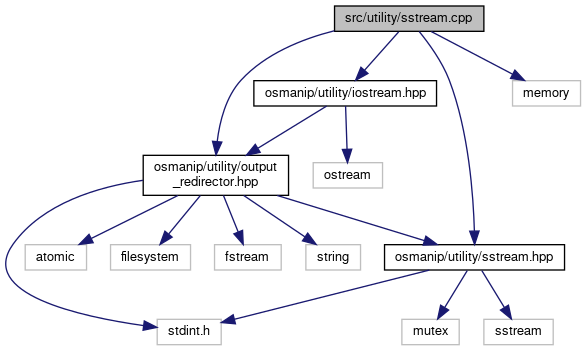 src/utility/sstream.cpp
osmanip/utility/iostream.hpp
memory
osmanip/utility/output
_redirector.hpp
ostream
atomic
filesystem
fstream
string
osmanip/utility/sstream.hpp
stdint.h
mutex
sstream